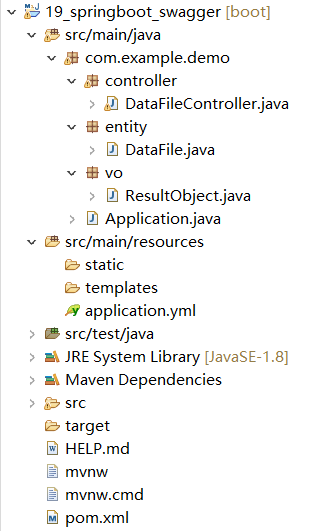 19_springboot_swagger [boot]
src/main/java
com.example.demo
controller
DataFileController.java
entity
DataFile.java
vo
ResultObject.java
Application.java
src/main/resources
static
templates
application.yml
src/test/java
JRE System Library [JavaSE-1.8]
Maven Dependencies
src
target
HELP.md
mvnw
mvnw.cmd
pom.xml